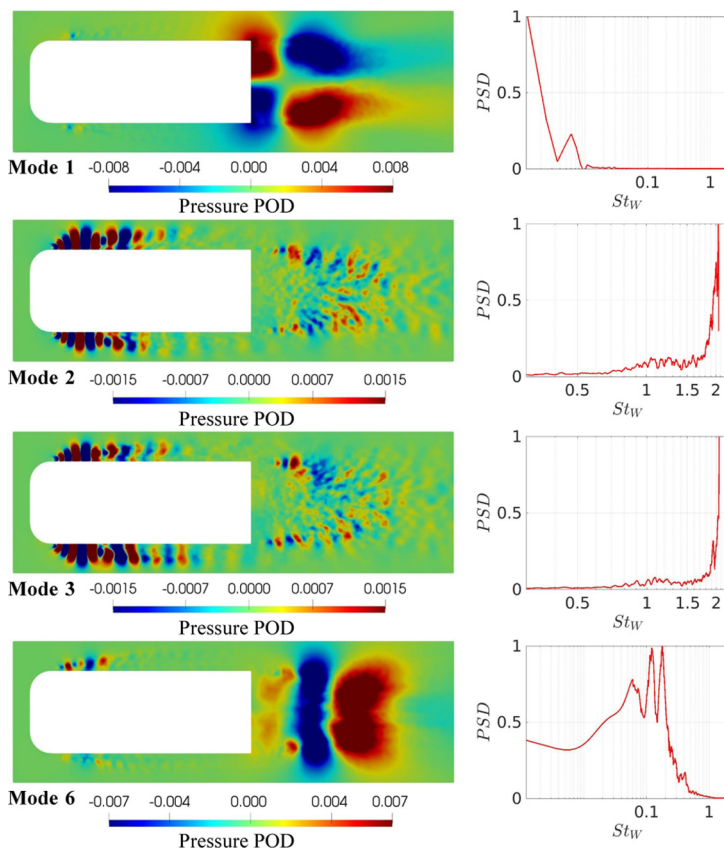 1
PSD
0.5
0
0.1
1
St_W
Mode 1
-0.008
-0.004
0.000
0.004
0.008
Pressure POD
1
PSD
0.5
0
0.5
1
1.5
2
St_W
Mode 2
-0.0015
-0.0007
0.0000
0.0007
0.0015
Pressure POD
1
PSD
0.5
0
0.5
1
1.5
2
St_W
Mode 3
-0.0015
-0.0007
0.0000
0.0007
0.0015
Pressure POD
1
PSD
0.5
0
0.1
1
St_W
Mode 6
-0.007
-0.004
0.000
0.004
0.007
Pressure POD